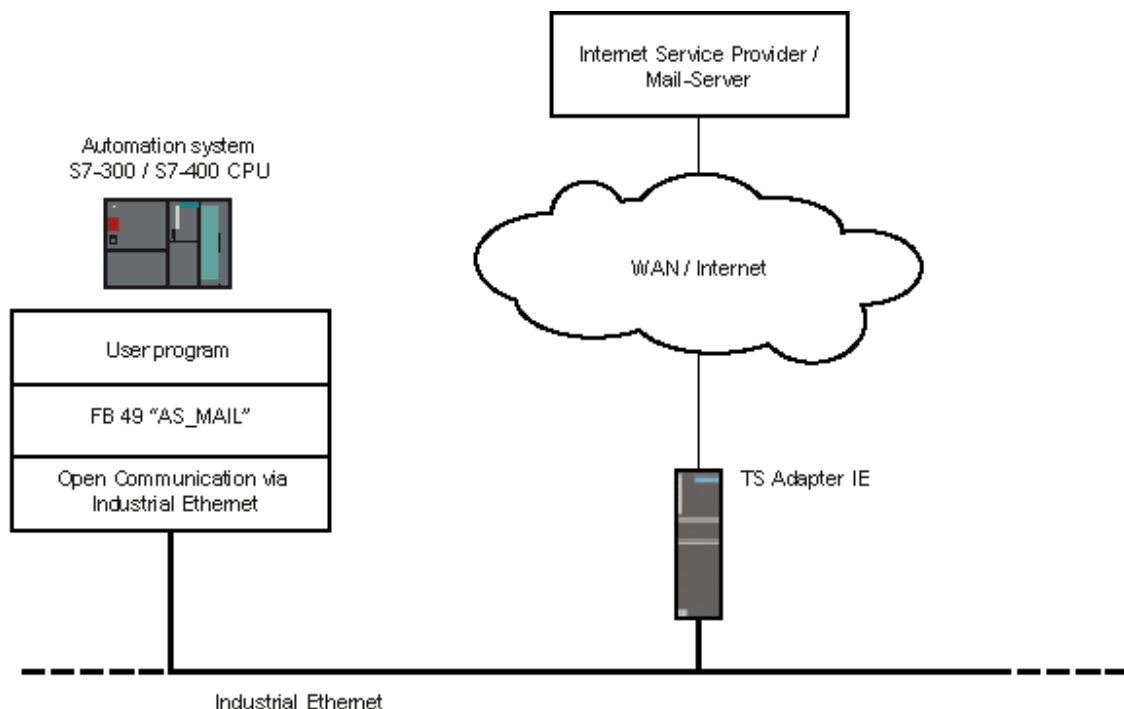 Internet Service Provider /
Mail-Server
Automation system
S7-300 / S7-400 CPU
WAN / Internet
User program
FB 49 “AS_MAIL”
Open Communication via
Industrial Ethernet
TS Adapter IE
Industrial Ethernet